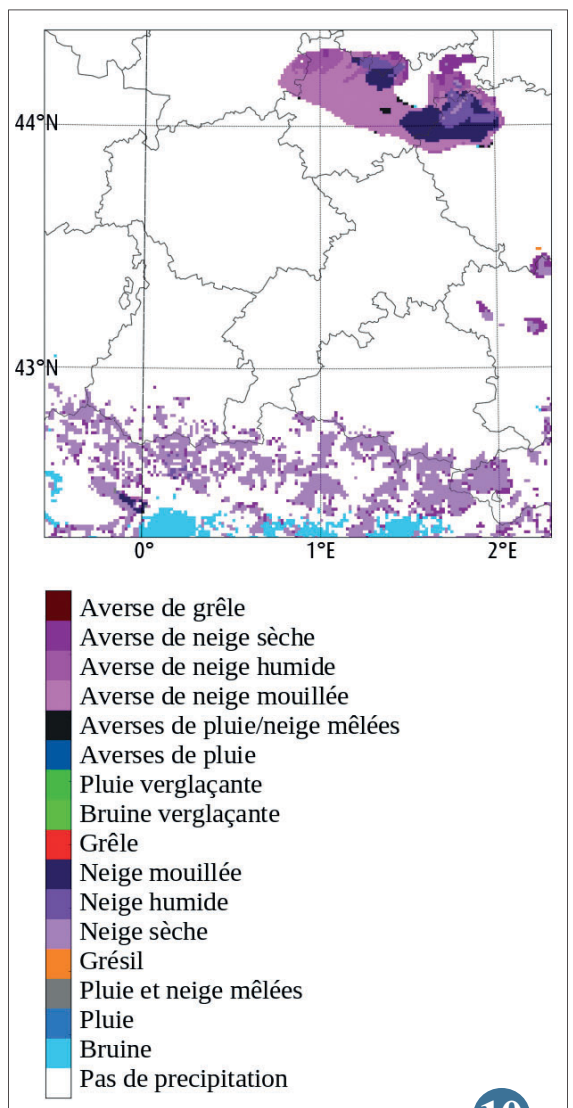 44°N
43°N
0° 1°E 2°E
Averse de grêle
Averse de neige sèche
Averse de neige humide
Averse de neige mouillée
Averses de pluie/neige mêlées
Averses de pluie
Pluie verglaçante
Bruine verglaçante
Grêle
Neige mouillée
Neige humide
Neige sèche
Grésil
Pluie et neige mêlées
Pluie
Bruine
Pas de precipitation